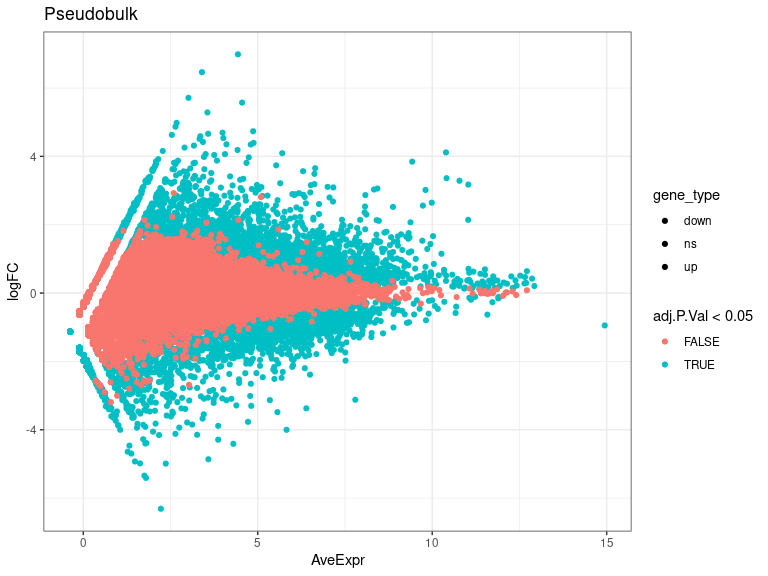 Pseudobulk
logFC
4
0
-4
0
5
10
15
AveExpr
gene_type
down
ns
up
adj.P.Val < 0.05
FALSE
TRUE